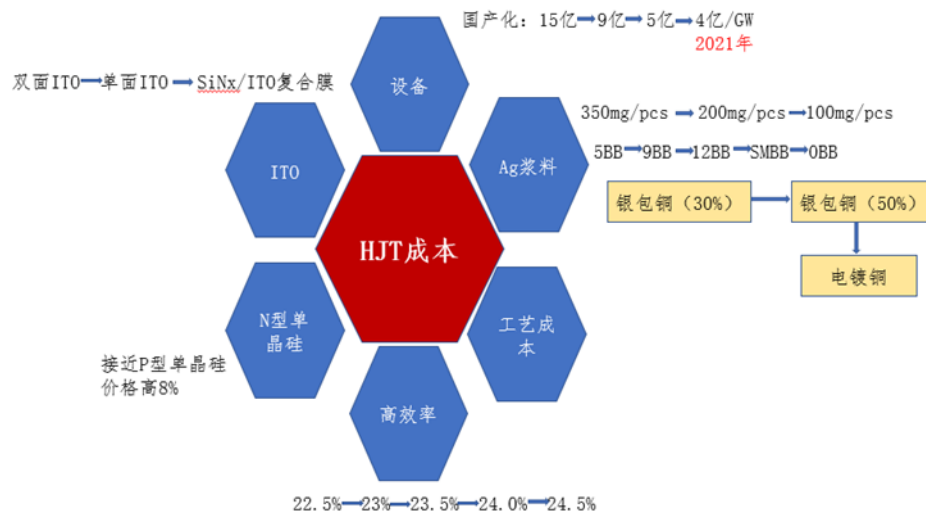 国产化：15亿→9亿→5亿→4亿/GW
2021年
双面ITO→单面ITO→SiNx/ITO复合膜
设备
350mg/pcs→200mg/pcs→100mg/pcs
5BB→9BB→12BB→SMBB→0BB
ITO
Ag浆料
银包铜（30%）→银包铜（50%）
HJT成本
电镀铜
N型单
晶硅
工艺成
本
接近P型单晶硅
价格高8%
高效率
22.5%→23%→23.5%→24.0%→24.5%